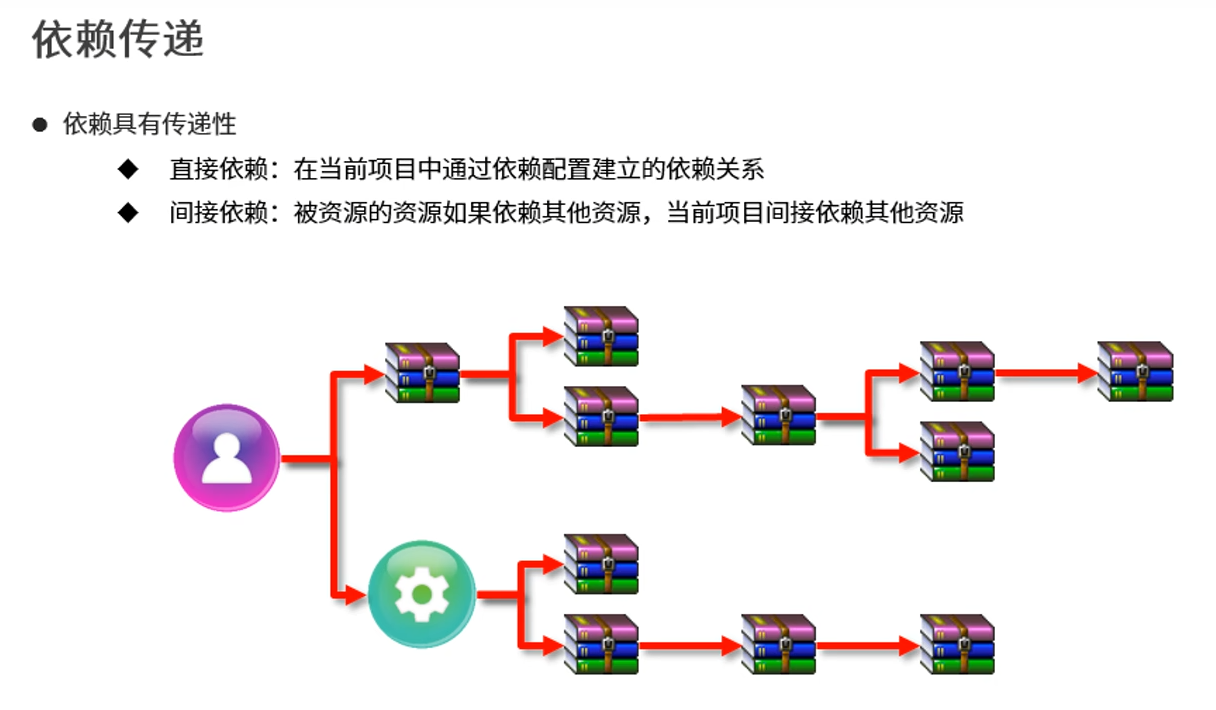 依赖传递
依赖具有传递性
直接依赖：在当前项目中通过依赖配置建立的依赖关系
间接依赖：被资源的资源如果依赖其他资源，当前项目间接依赖其他资源